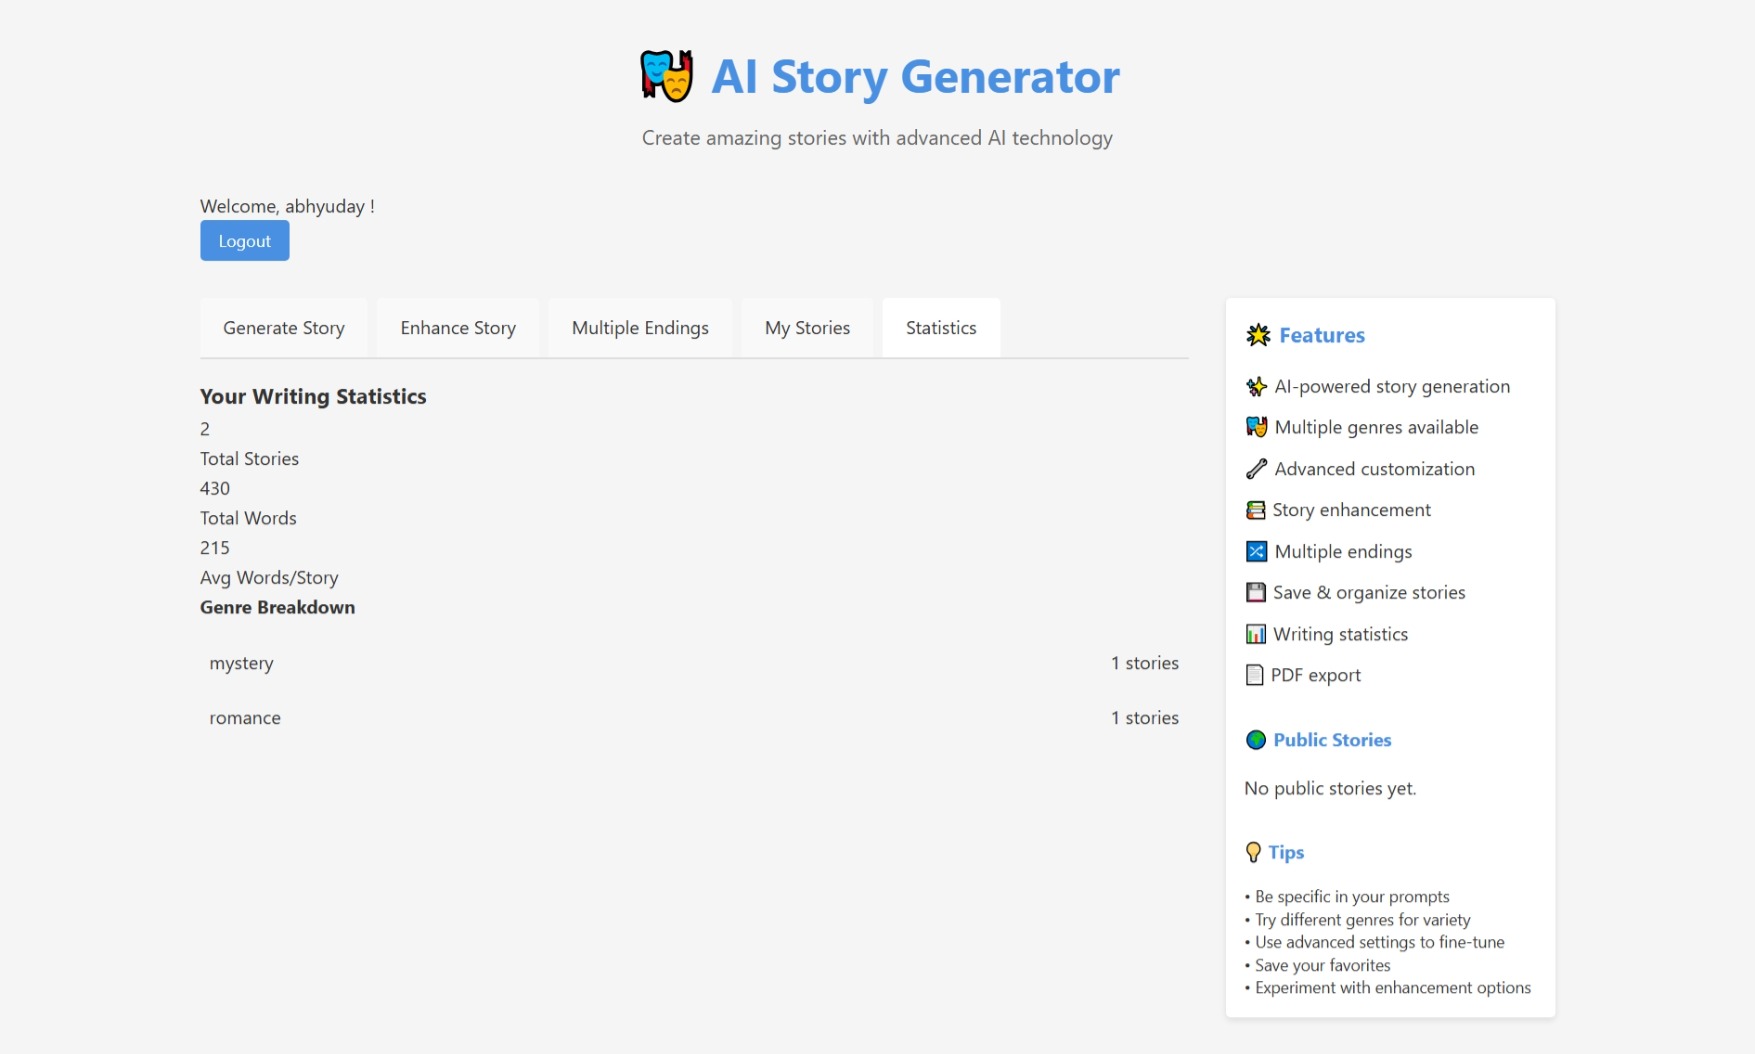 AI Story Generator
Create amazing stories with advanced AI technology
Welcome, abhyuday !
Logout
Generate Story
Enhance Story
Multiple Endings
My Stories
Statistics
Your Writing Statistics
2
Total Stories
430
Total Words
215
Avg Words/Story
Genre Breakdown
mystery 1 stories
romance 1 stories
Features
AI-powered story generation
Multiple genres available
Advanced customization
Story enhancement
Multiple endings
Save & organize stories
Writing statistics
PDF export
Public Stories
No public stories yet.
Tips
• Be specific in your prompts
• Try different genres for variety
• Use advanced settings to fine-tune
• Save your favorites
• Experiment with enhancement options